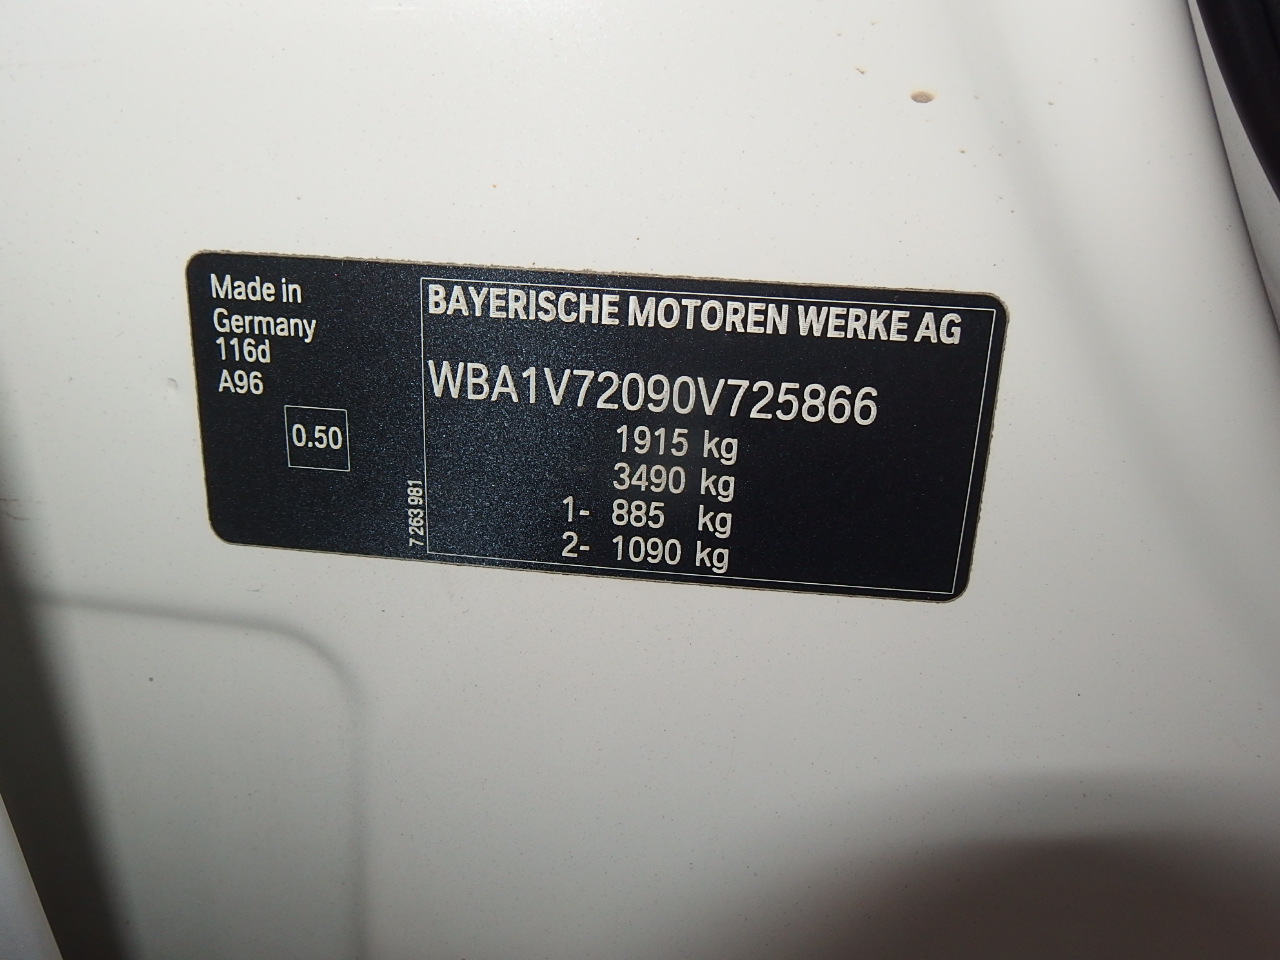 Made in
Germany
116d
A96
0.50
7 263 981
BAYERISCHE MOTOREN WERKE AG
WBA1V72090V725866
1915 kg
3490 kg
1- 885 kg
2- 1090 kg